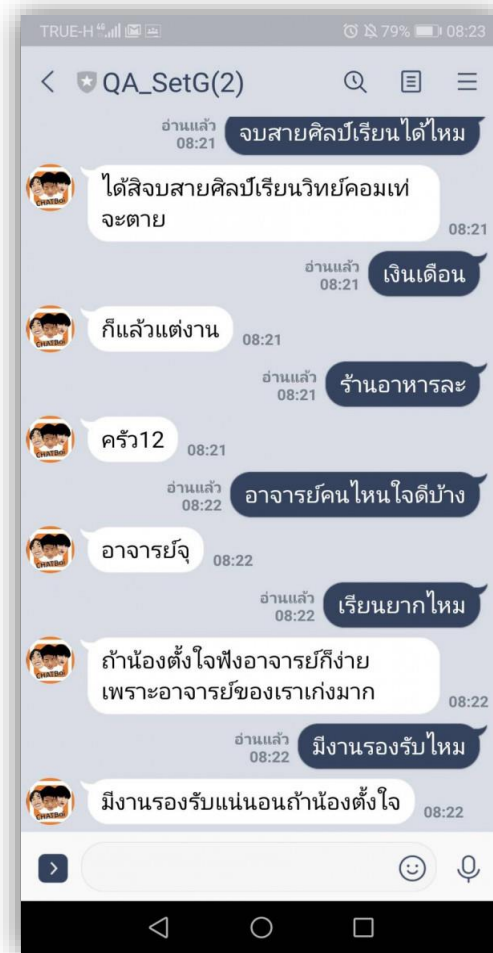 TRUE-H 79% 08:23
QA_SetG(2)
อ่านแล้ว
08:21
จบสายศิลป์เรียนได้ไหม
ได้สิจบสายศิลป์เรียนวิทย์คอมเท่
จะตาย
08:21
อ่านแล้ว
08:21
เงินเดือน
ก็แล้วแต่งาน
08:21
อ่านแล้ว
08:21
ร้านอาหารละ
ครัว12
08:21
อ่านแล้ว
08:22
อาจารย์คนไหนใจดีบ้าง
อาจารย์จุ
08:22
อ่านแล้ว
08:22
เรียนยากไหม
ถ้าน้องตั้งใจฟังอาจารย์ก็ง่าย
เพราะอาจารย์ของเราเก่งมาก
08:22
อ่านแล้ว
08:22
มีงานรองรับไหม
มีงานรองรับแน่นอนถ้าน้องตั้งใจ
08:22